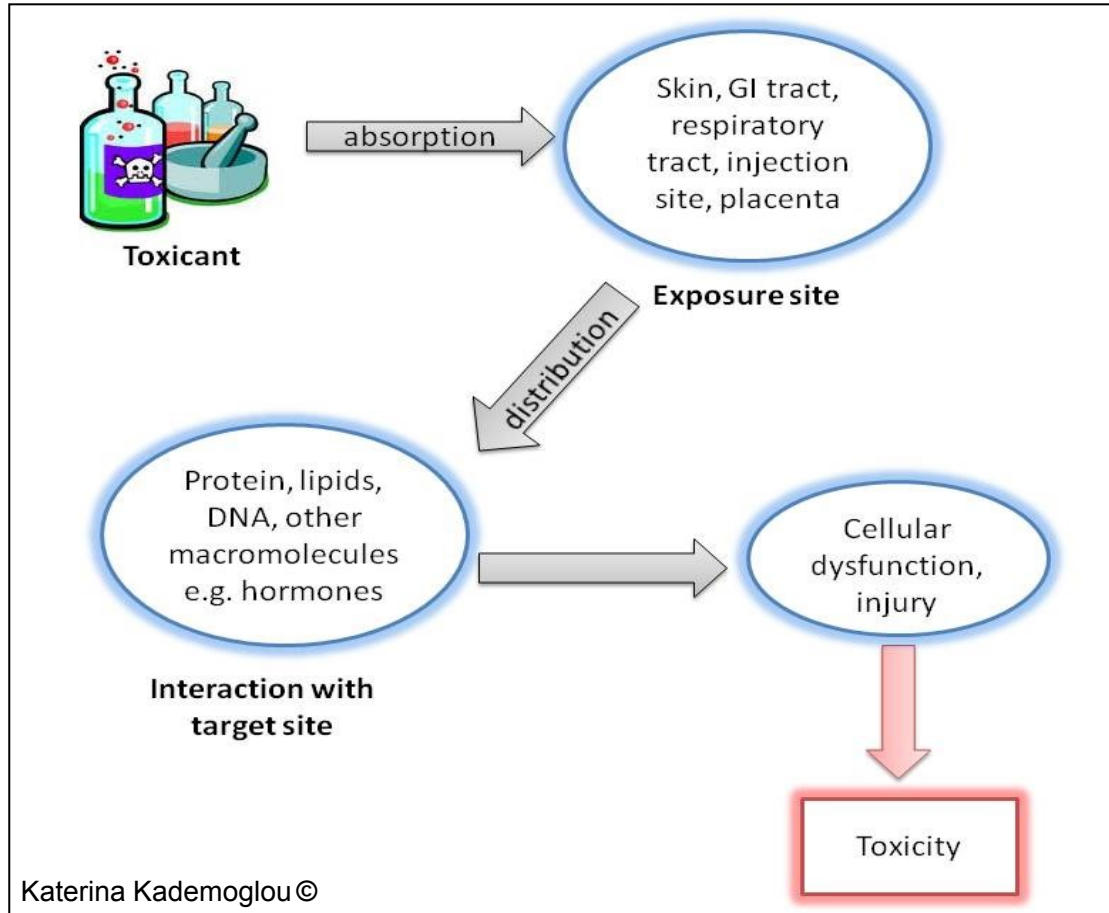 absorption
Skin, GI tract,
respiratory
tract, injection
site, placenta
Toxicant
Exposure site
distribution
Protein, lipids,
DNA, other
macromolecules
e.g. hormones
Cellular
dysfunction,
injury
Interaction with
target site
Toxicity
Katerina Kademoglou ©